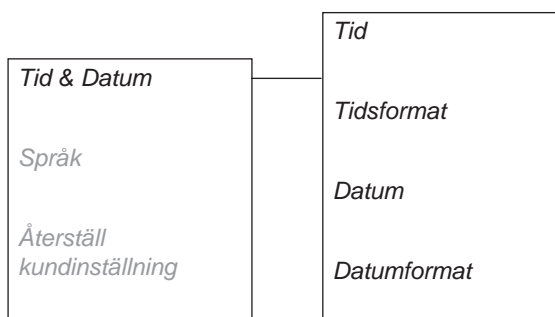 Tid & Datum
Språk
Återställ
kundinställning
Tid
Tidsformat
Datum
Datumformat